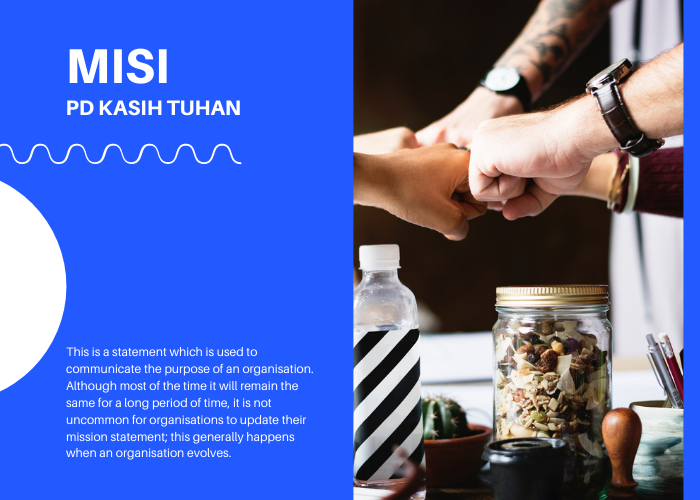 MISI
PD KASIH TUHAN
This is a statement which is used to
communicate the purpose of an organisation.
Although most of the time it will remain the
same for a long period of time, it is not
uncommon for organisations to update their
mission statement; this generally happens
when an organisation evolves.